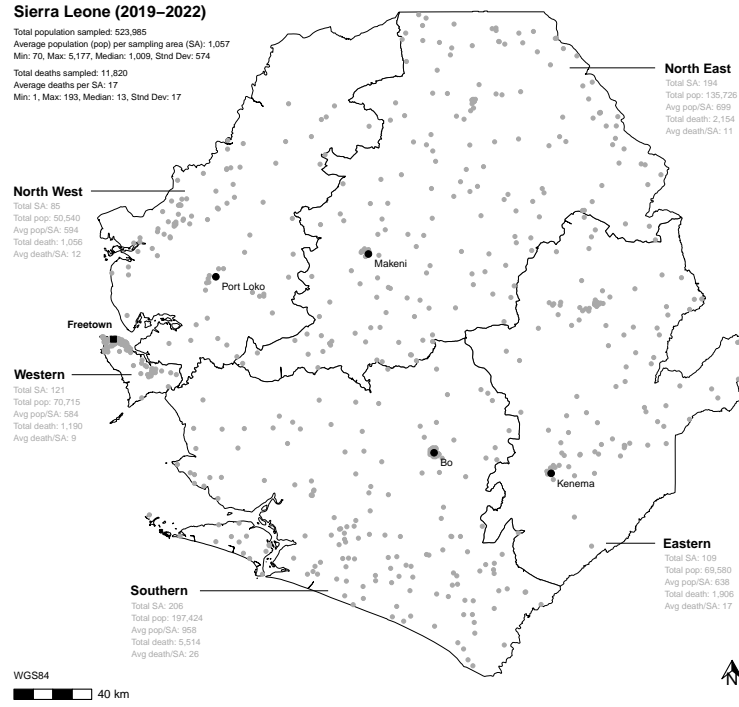 Sierra Leone (2019–2022)
Total population sampled: 523,985
Average population (pop) per sampling area (SA): 1,057
Min: 70, Max: 5,177, Median: 1,009, Stnd Dev: 574
Total deaths sampled: 11,820
Average deaths per SA: 17
Min: 1, Max: 193, Median: 13, Stnd Dev: 17
North East
Total SA: 194
Total pop: 135,726
Avg pop/SA: 699
Total death: 2,154
Avg death/SA: 11
North West
Total SA: 85
Total pop: 50,540
Avg pop/SA: 594
Total death: 1,056
Avg death/SA: 12
Makeni
Port Loko
Freetown
Western
Total SA: 121
Total pop: 70,715
Avg pop/SA: 584
Total death: 1,190
Avg death/SA: 9
Bo
Kenema
Eastern
Total SA: 109
Total pop: 69,580
Avg pop/SA: 638
Total death: 1,906
Avg death/SA: 17
Southern
Total SA: 206
Total pop: 197,424
Avg pop/SA: 958
Total death: 5,514
Avg death/SA: 26
WGS84
40 km
N